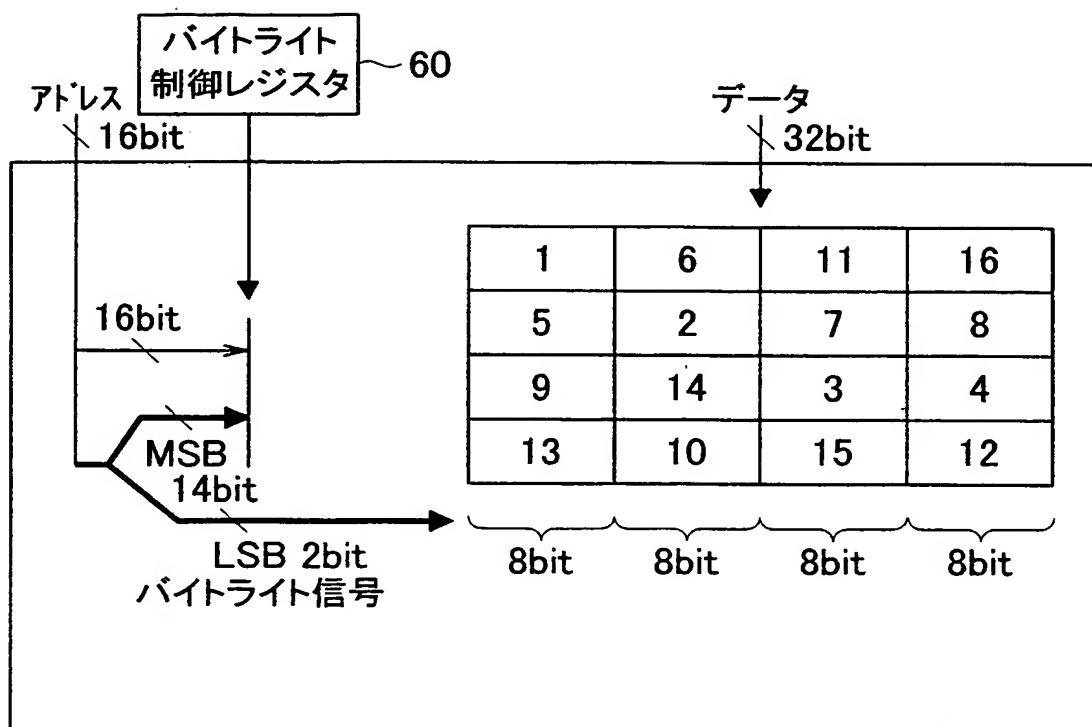 バイトライト
制御レジスタ
60
アドレス
16bit
データ
32bit
1 6 11 16
5 2 7 8
9 14 3 4
13 10 15 12
16bit
MSB
14bit
LSB 2bit
バイトライト信号
8bit 8bit 8bit 8bit